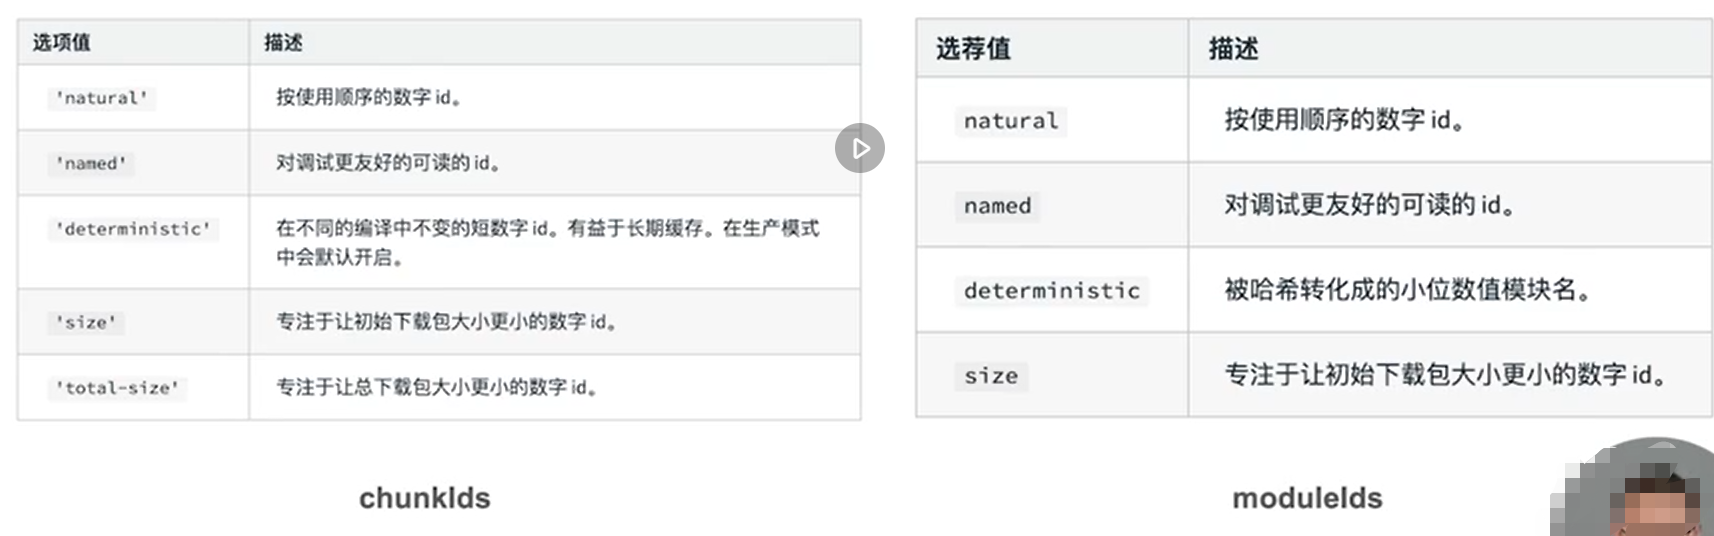 选项值 描述
'natural' 按使用顺序的数字 id。
'named' 对调试更友好的可读的 id。
'deterministic' 在不同的编译中不变的短数字 id。有益于长期缓存。在生产模式
中会默认开启。
'size' 专注于让初始下载包大小更小的数字 id。
'total-size' 专注于让总下载包大小更小的数字 id。
chunkIds
选荐值 描述
natural 按使用顺序的数字 id。
named 对调试更友好的可读的 id。
deterministic 被哈希转化成的小位数值模块名。
size 专注于让初始下载包大小更小的数字 id。
moduleIds